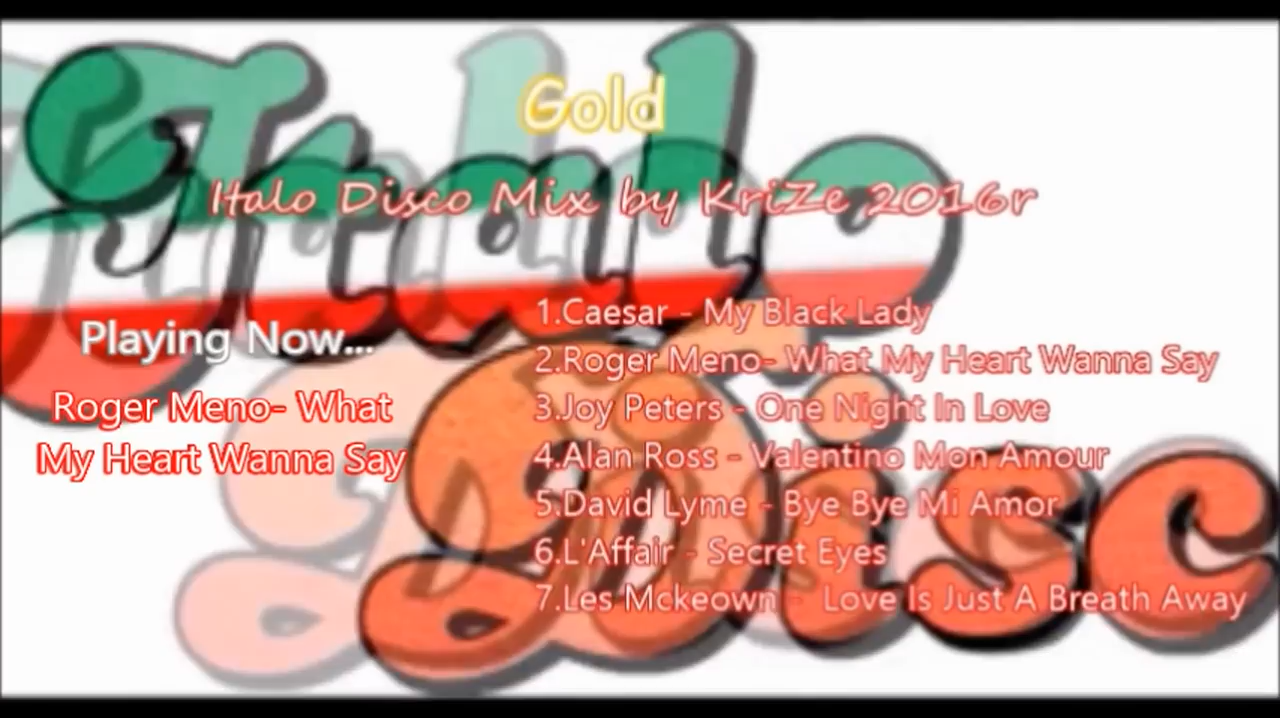 Italo
Disc
Gold
Italo Disco Mix by KriZe 2016r
Playing Now...
Roger Meno- What
My Heart Wanna Say
1.Caesar - My Black Lady
2.Roger Meno- What My Heart Wanna Say
3.Joy Peters - One Night In Love
4.Alan Ross - Valentino Mon Amour
5.David Lyme - Bye Bye Mi Amor
6.L'Affair - Secret Eyes
7.Les Mckeown - Love Is Just A Breath Away